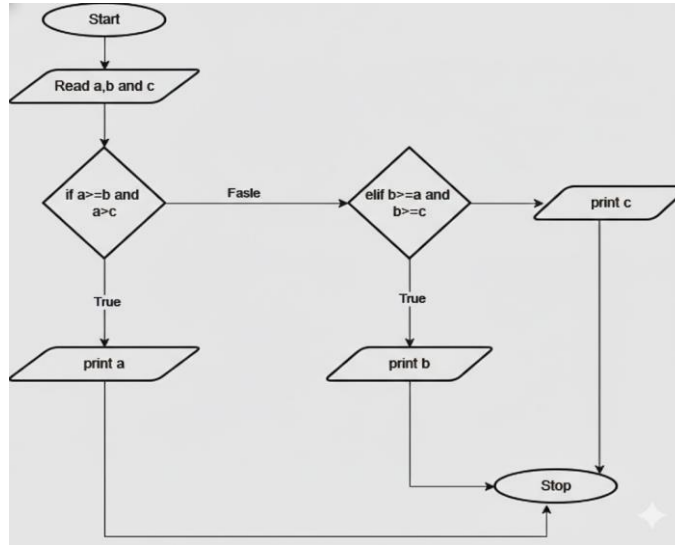 Start
Read a,b and c
if a>=b and
a>c
Fasle
elif b>=a and
b>=c
print c
True
True
print a
print b
Stop